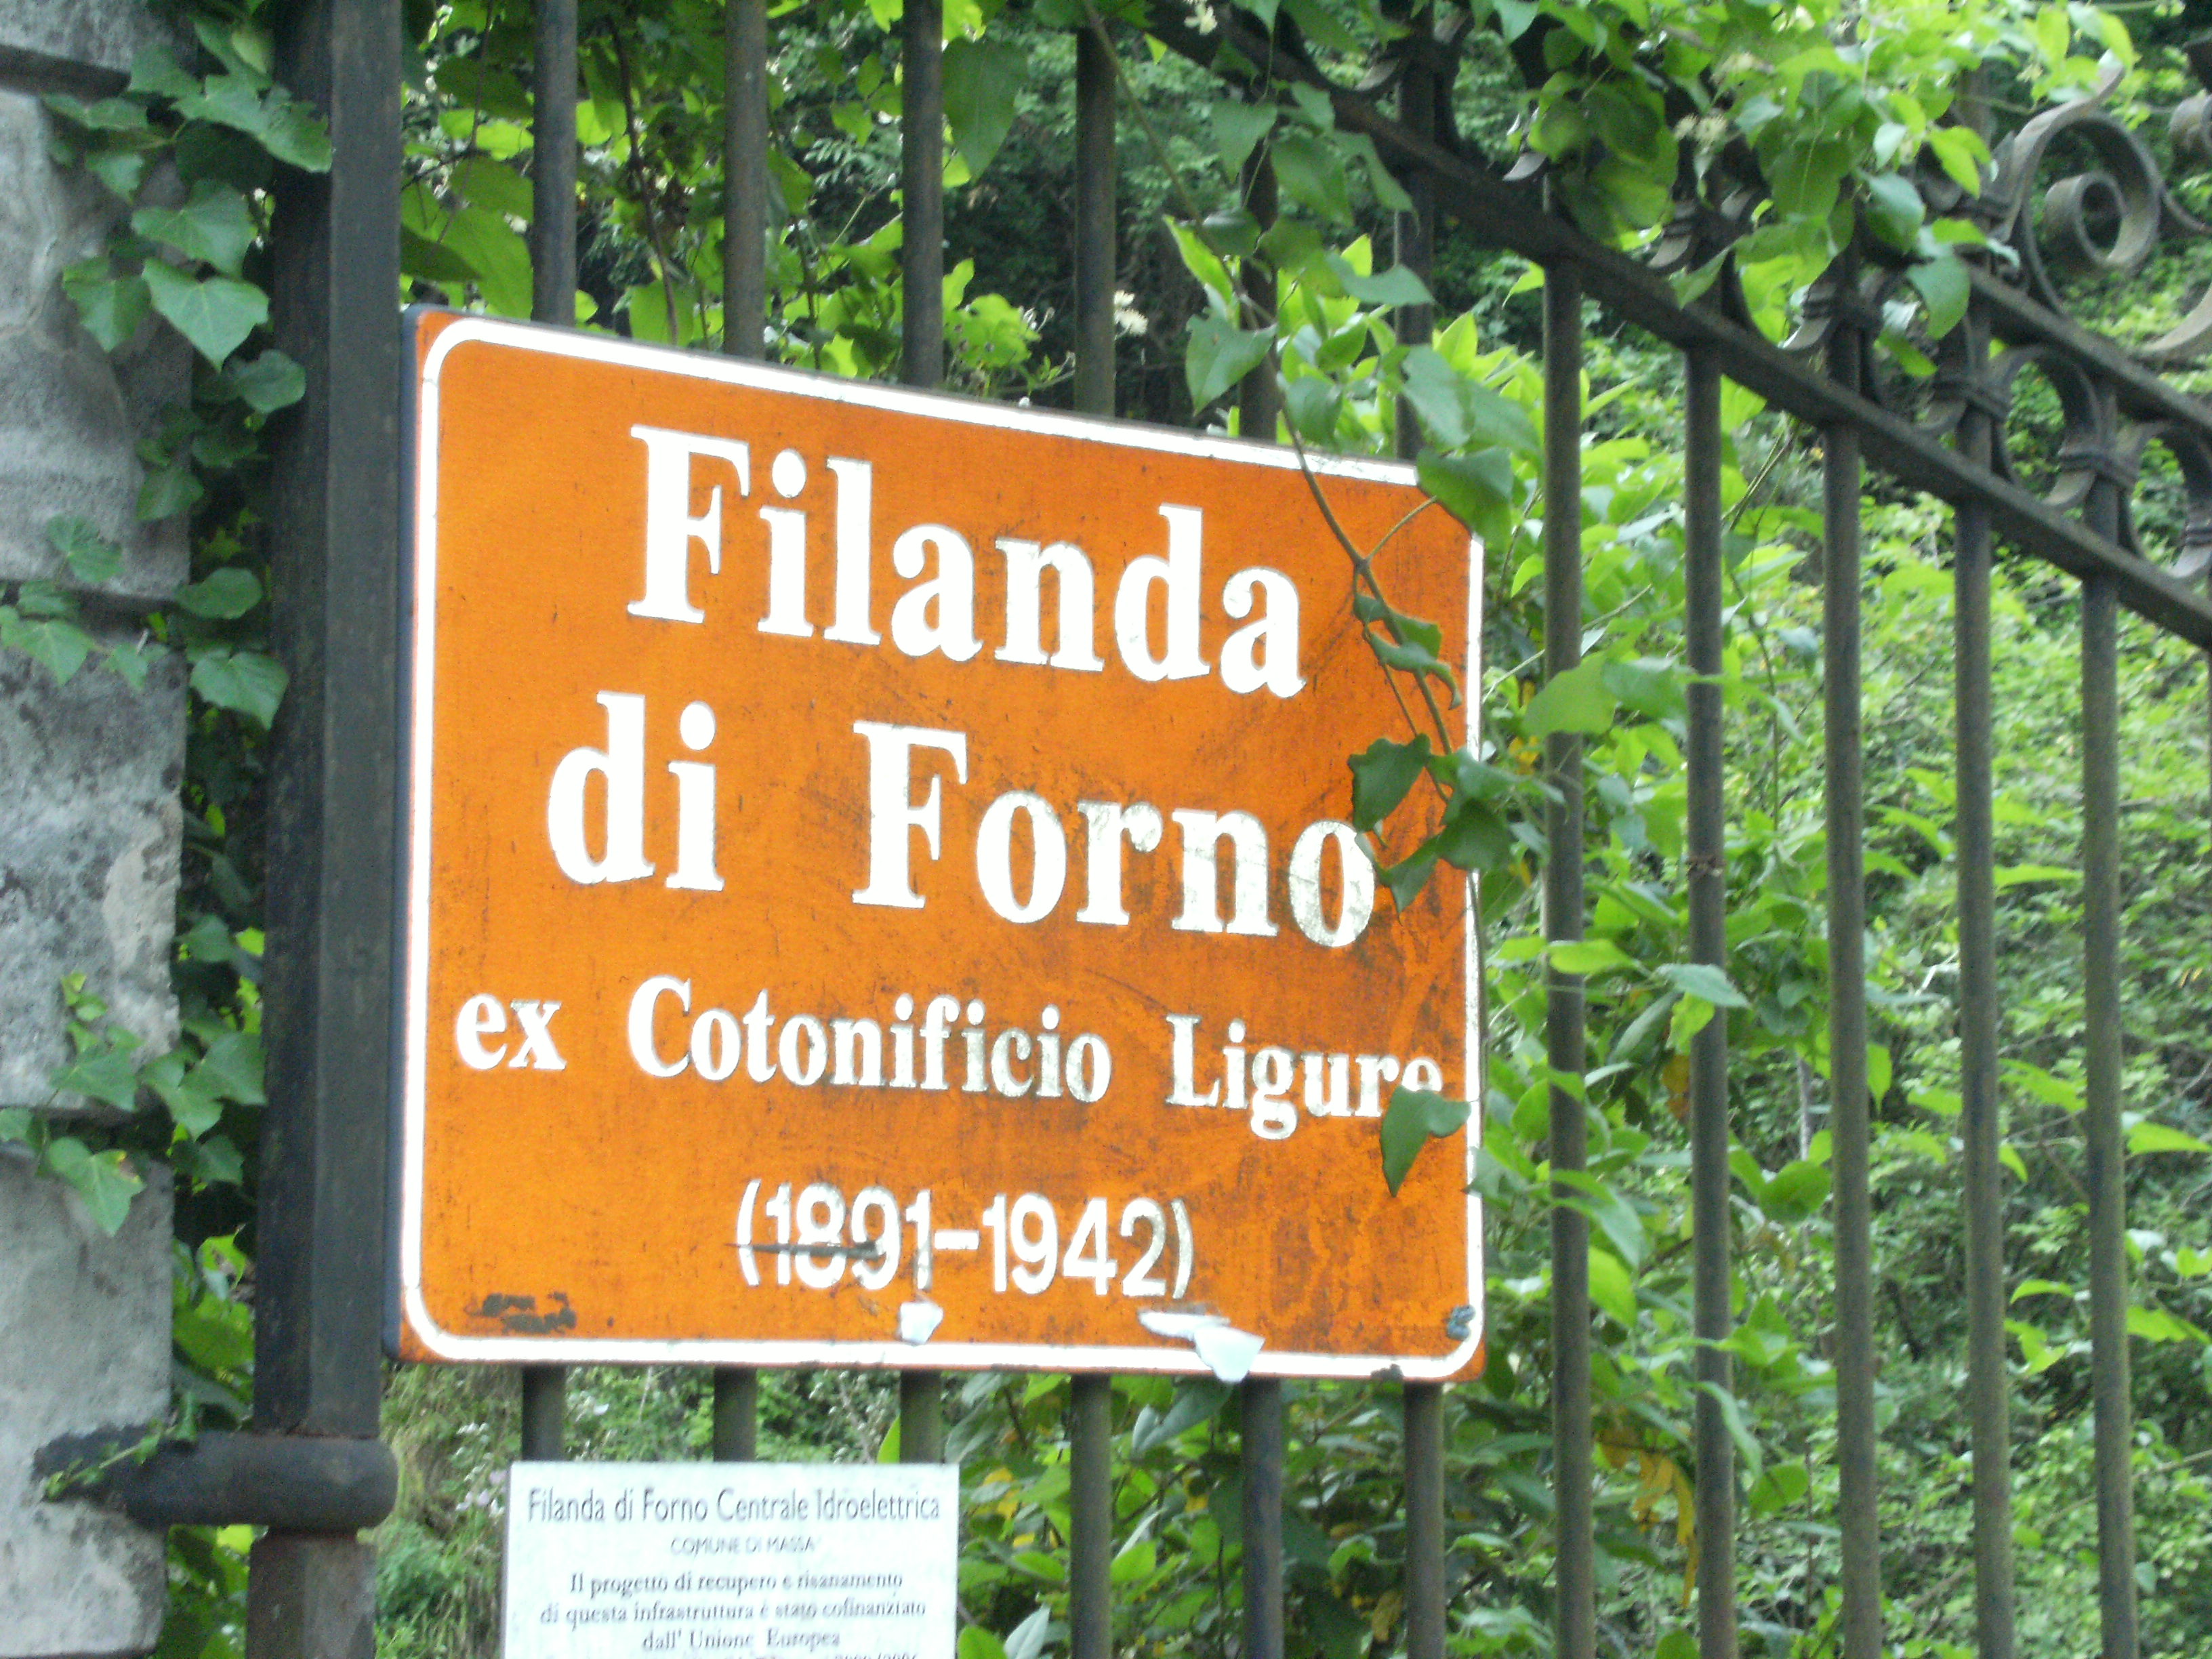 Filanda
di Forno
ex Cotonificio Ligure
(1891-1942)
Filanda di Forno Centrale Idroelettrica
COMUNE DI MASSA
Il progetto di recupero e risanamento
di questa infrastruttura è stato cofinanziato
dall' Unione Europea